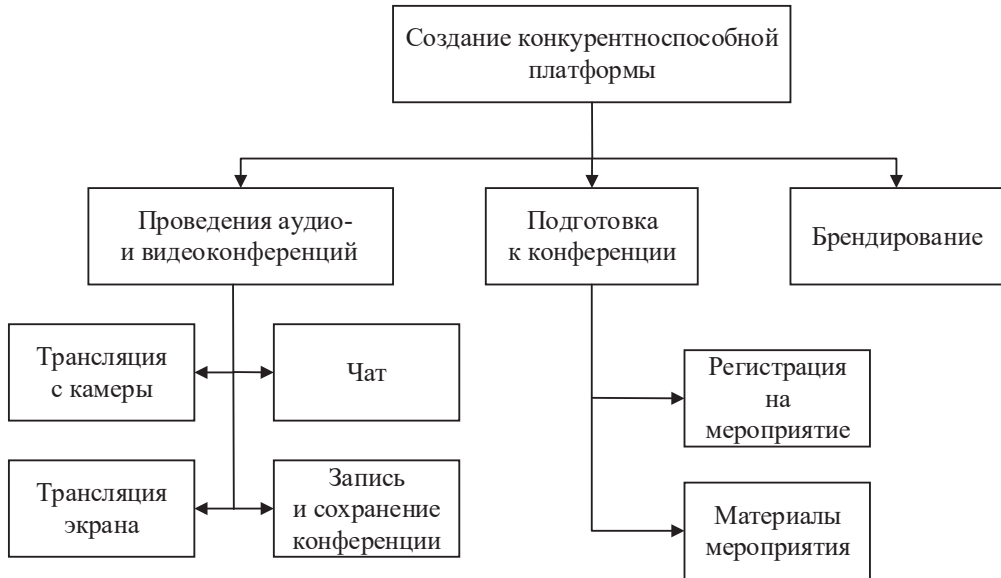 Создание конкурентноспособной
платформы
Проведения аудио-
и видеоконференций
Подготовка
к конференции
Брендирование
Трансляция
с камеры
Чат
Регистрация
на
мероприятие
Трансляция
экрана
Запись
и сохранение
конференции
Материалы
мероприятия